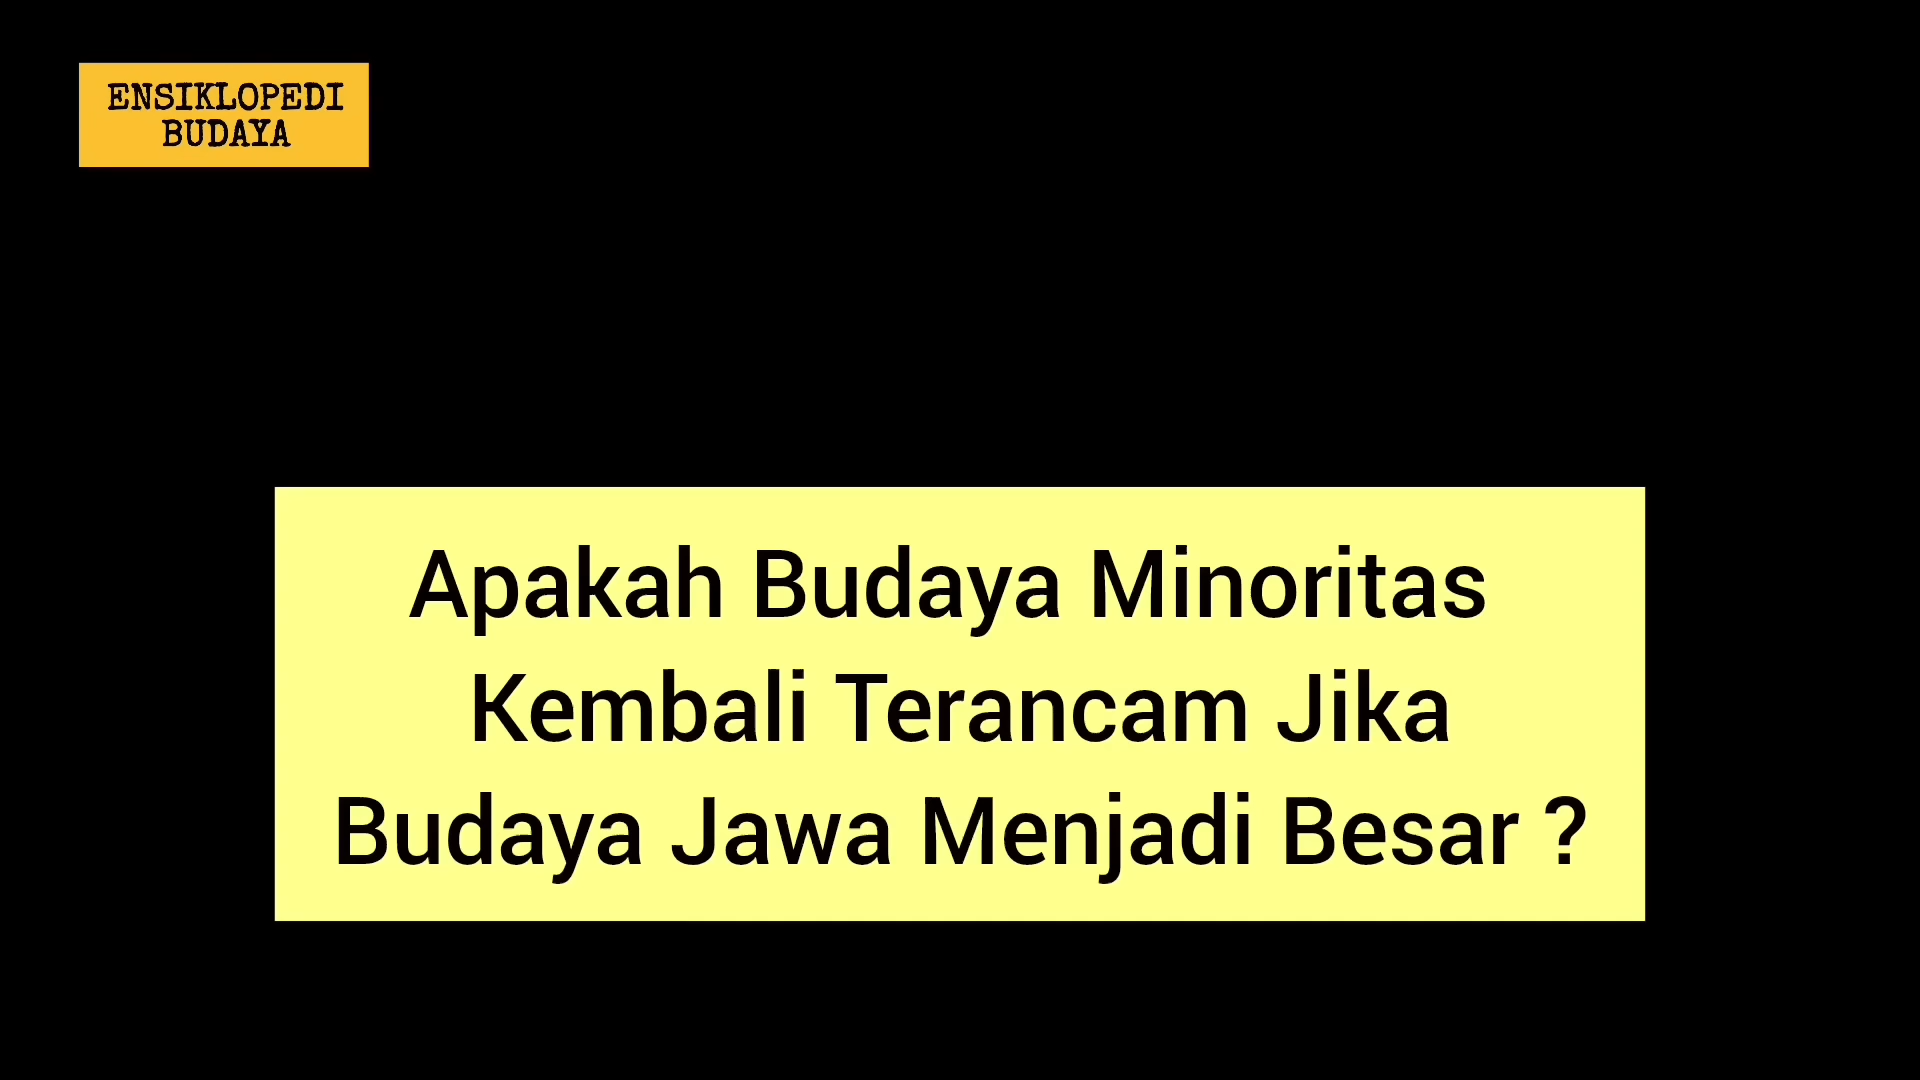 ENSIKLOPEDI
BUDAYA
Apakah Budaya Minoritas
Kembali Terancam Jika
Budaya Jawa Menjadi Besar ?